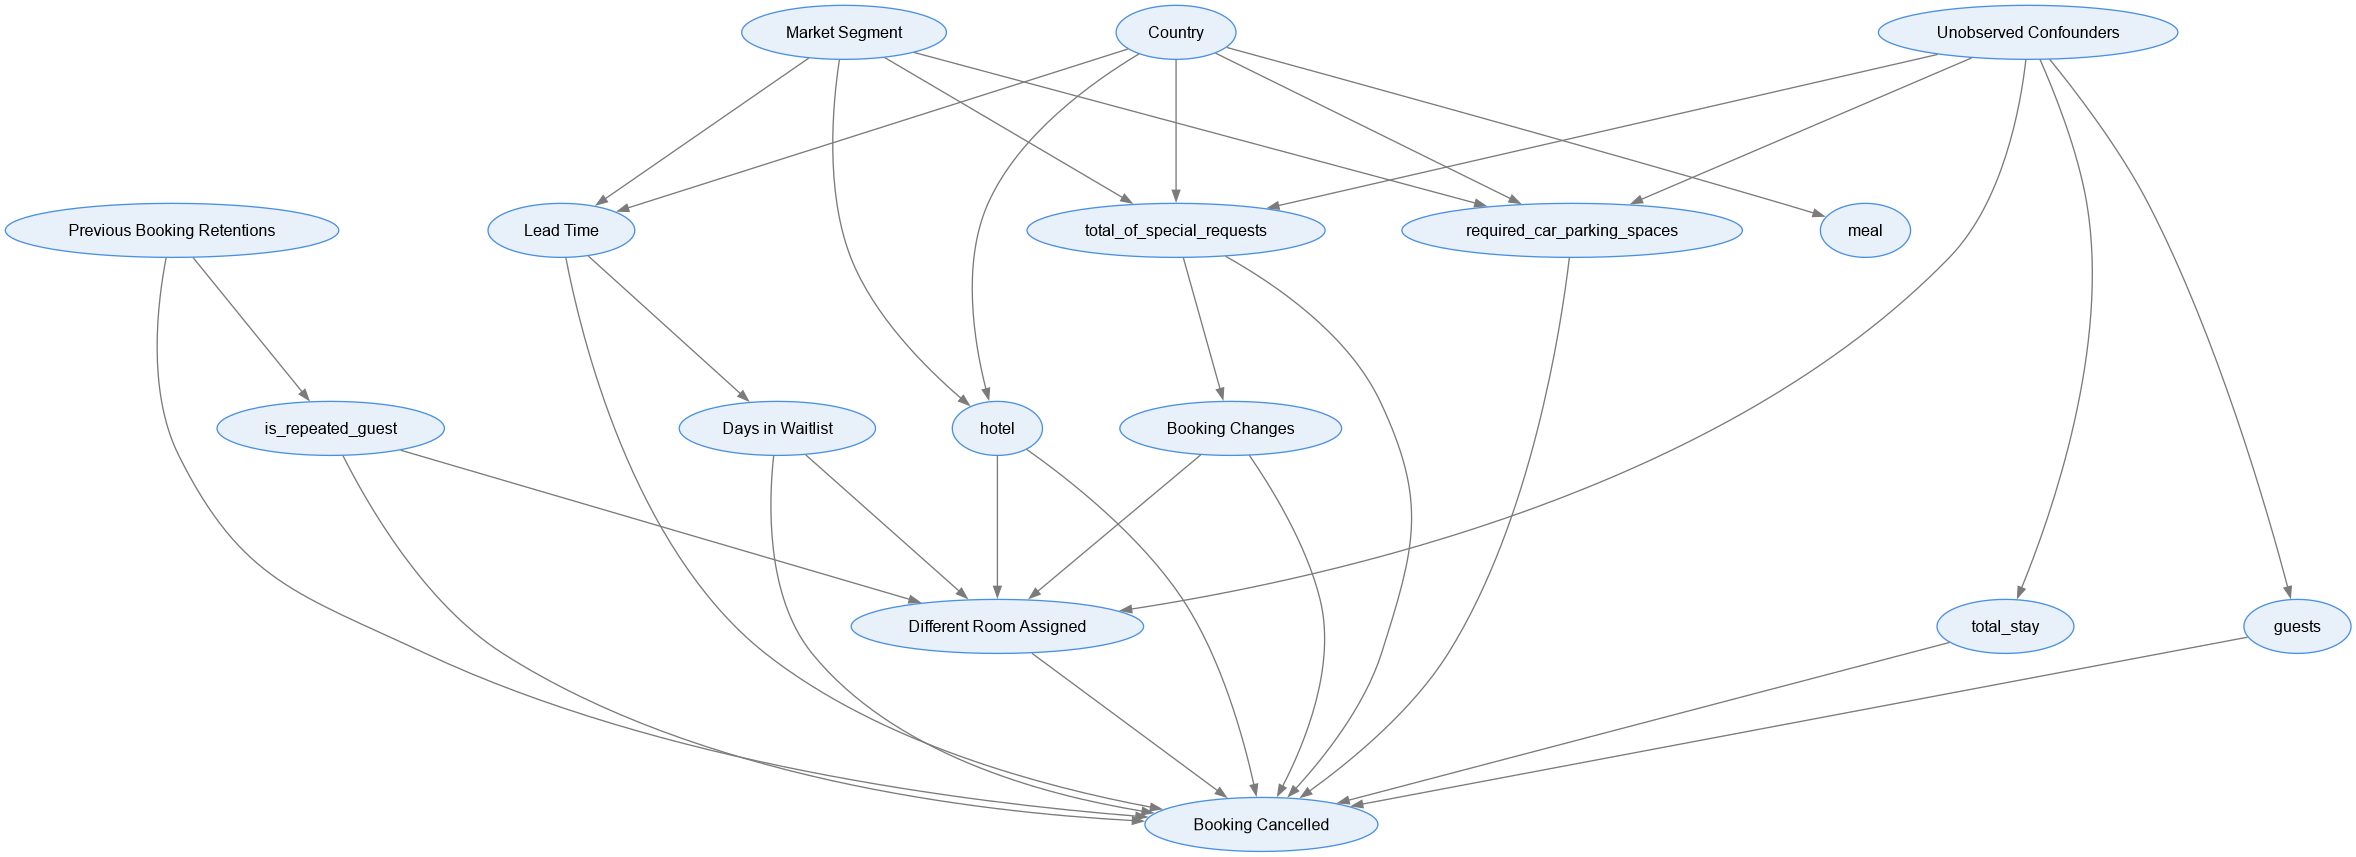 Market Segment
Country
Unobserved Confounders
Previous Booking Retentions
Lead Time
total_of_special_requests
required_car_parking_spaces
meal
is_repeated_guest
Days in Waitlist
hotel
Booking Changes
Different Room Assigned
total_stay
guests
Booking Cancelled